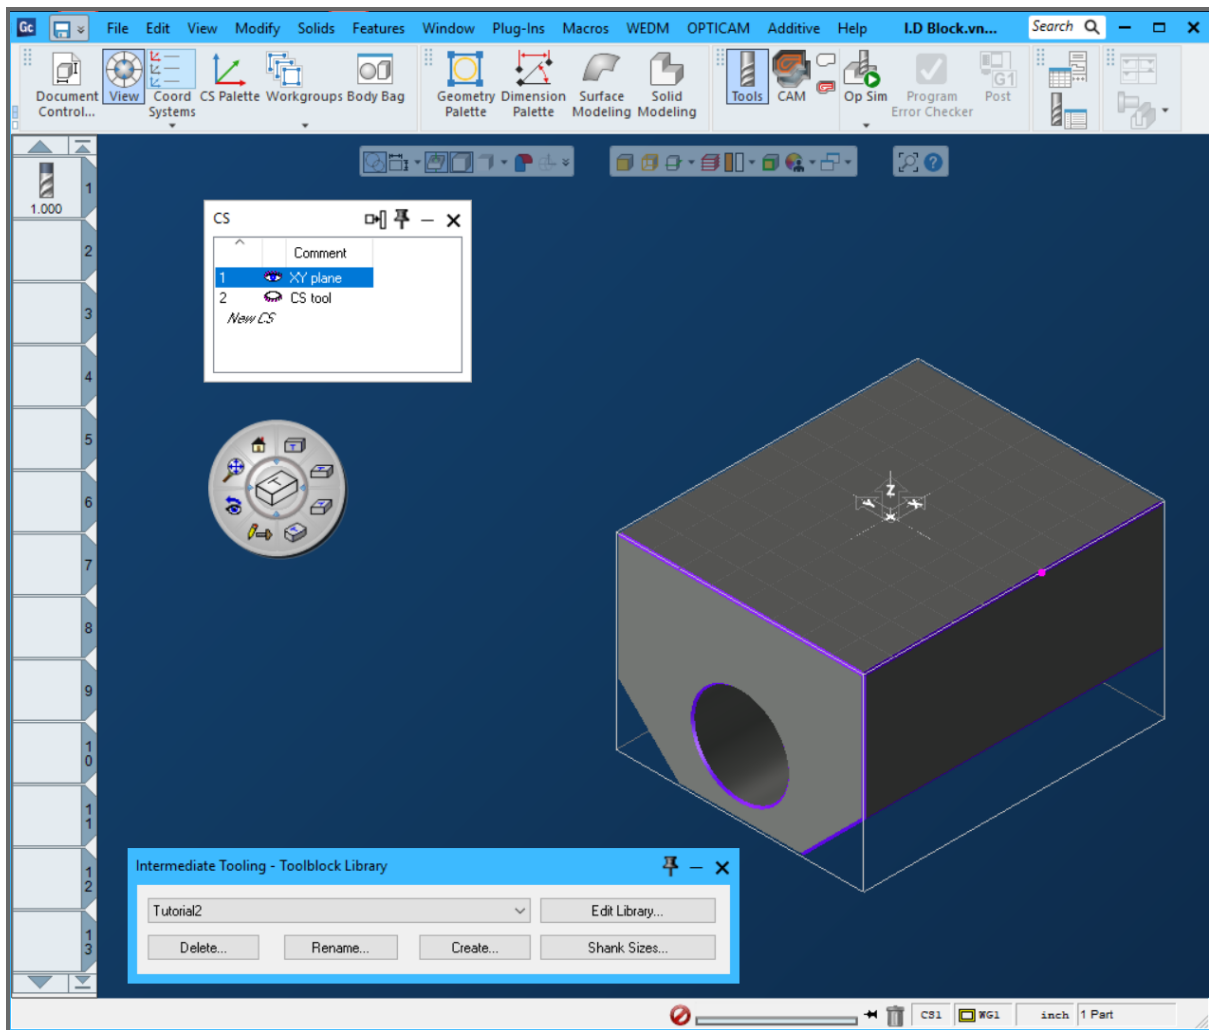 Gc File Edit View Modify Solids Features Window Plug-Ins Macros WEDM OPTICAM Additive Help I.D Block.vn... Search
Document Control...
View
Coord Systems
CS Palette
Workgroups
Body Bag
Geometry Palette
Dimension Palette
Surface Modeling
Solid Modeling
Tools
CAM
Op Sim
Program Error Checker
G1
Post
1.000
1
2
3
4
5
6
7
8
9
10
11
12
13
CS
Comment
1 XY plane
2 CS tool
New CS
Z
Y X
Intermediate Tooling - Toolblock Library
Tutorial2 Edit Library...
Delete... Rename... Create... Shank Sizes...
CS1 WG1 inch 1 Part